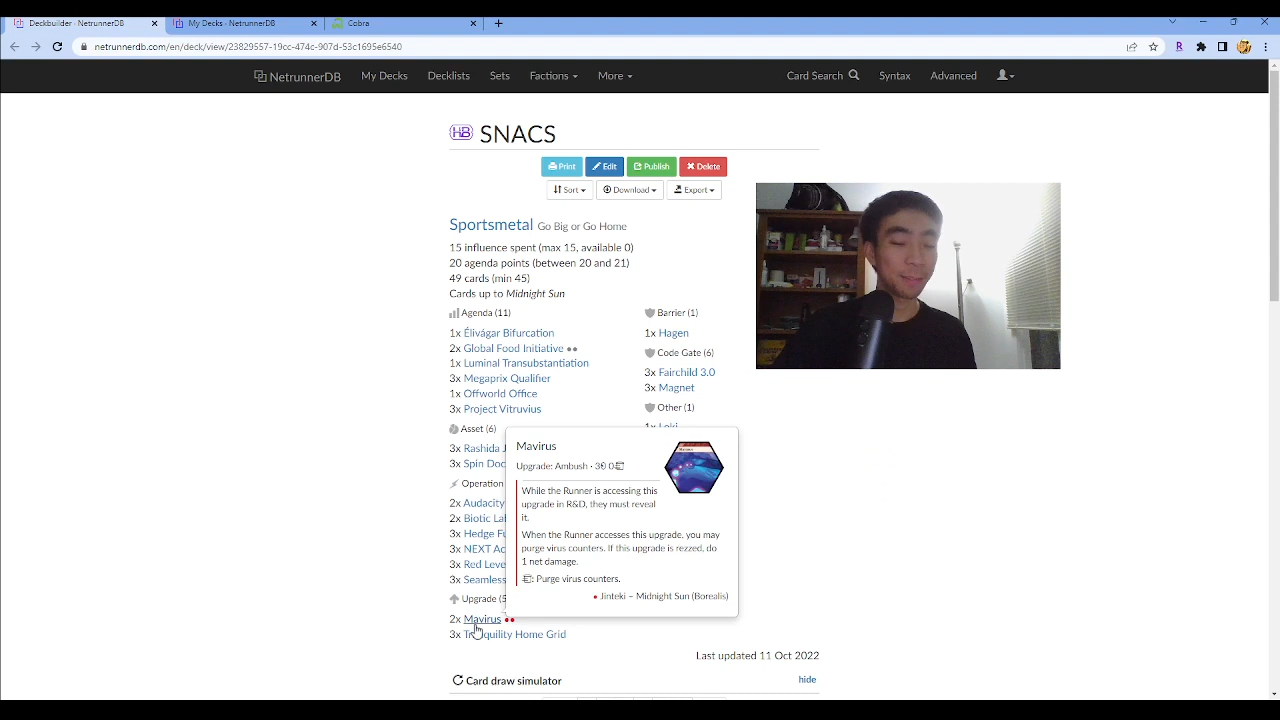 Deckbuilder · NetrunnerDB
My Decks · NetrunnerDB
Cobra
netrunnerdb.com/en/deck/view/23829557-19cc-474c-907d-53c1695e6540
NetrunnerDB
My Decks
Decklists
Sets
Factions
More
Card Search
Syntax
Advanced
HB SNACS
Print
Edit
Publish
Delete
Sort
Download
Export
Sportsmetal Go Big or Go Home
15 influence spent (max 15, available 0)
20 agenda points (between 20 and 21)
49 cards (min 45)
Cards up to Midnight Sun
Agenda (11)
1x Élivágar Bifurcation
2x Global Food Initiative ●●
1x Luminal Transubstantiation
3x Megaprix Qualifier
1x Offworld Office
3x Project Vitruvius
Asset (6)
3x Rashida J
3x Spin Doc
Operation
2x Audacity
2x Biotic Lab
3x Hedge Fu
3x NEXT Ac
3x Red Leve
3x Seamless
Upgrade (5
2x Mavirus ●●
3x Tranquility Home Grid
Barrier (1)
1x Hagen
Code Gate (6)
3x Fairchild 3.0
3x Magnet
Other (1)
1x Loki
Mavirus
Upgrade: Ambush · 3 0
While the Runner is accessing this
upgrade in R&D, they must reveal
it.
When the Runner accesses this upgrade, you may
purge virus counters. If this upgrade is rezzed, do
1 net damage.
: Purge virus counters.
● Jinteki – Midnight Sun (Borealis)
Last updated 11 Oct 2022
Card draw simulator
hide